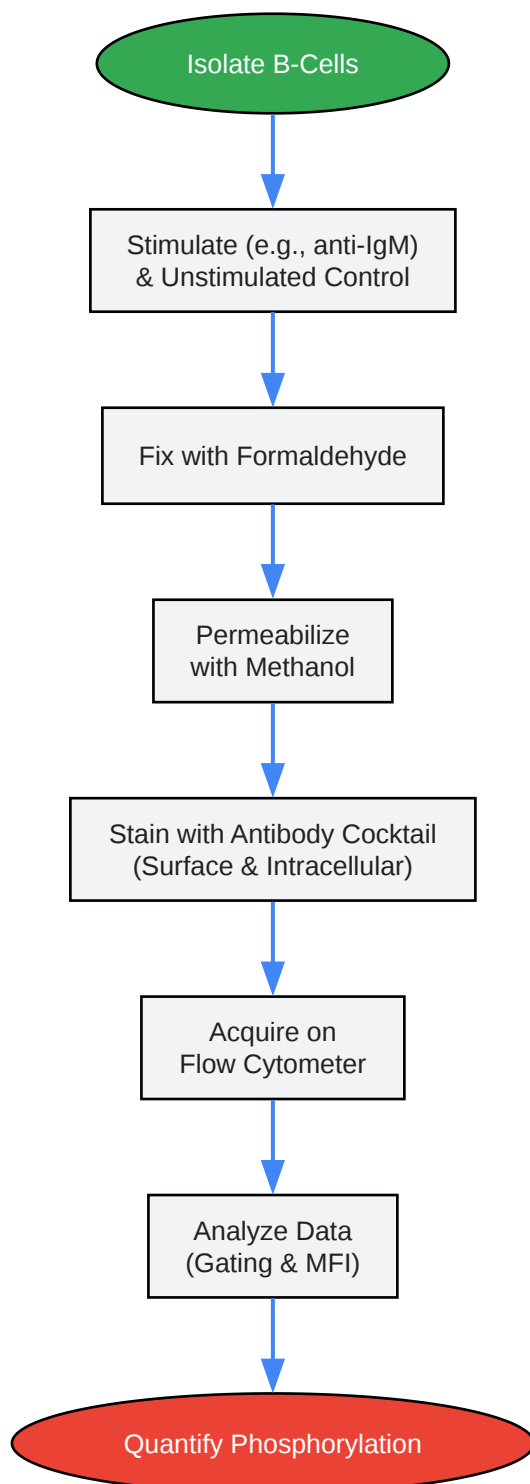 Isolate B-Cells
Stimulate (e.g., anti-IgM)
& Unstimulated Control
Fix with Formaldehyde
Permeabilize
with Methanol
Stain with Antibody Cocktail
(Surface & Intracellular)
Acquire on
Flow Cytometer
Analyze Data
(Gating & MFI)
Quantify Phosphorylation